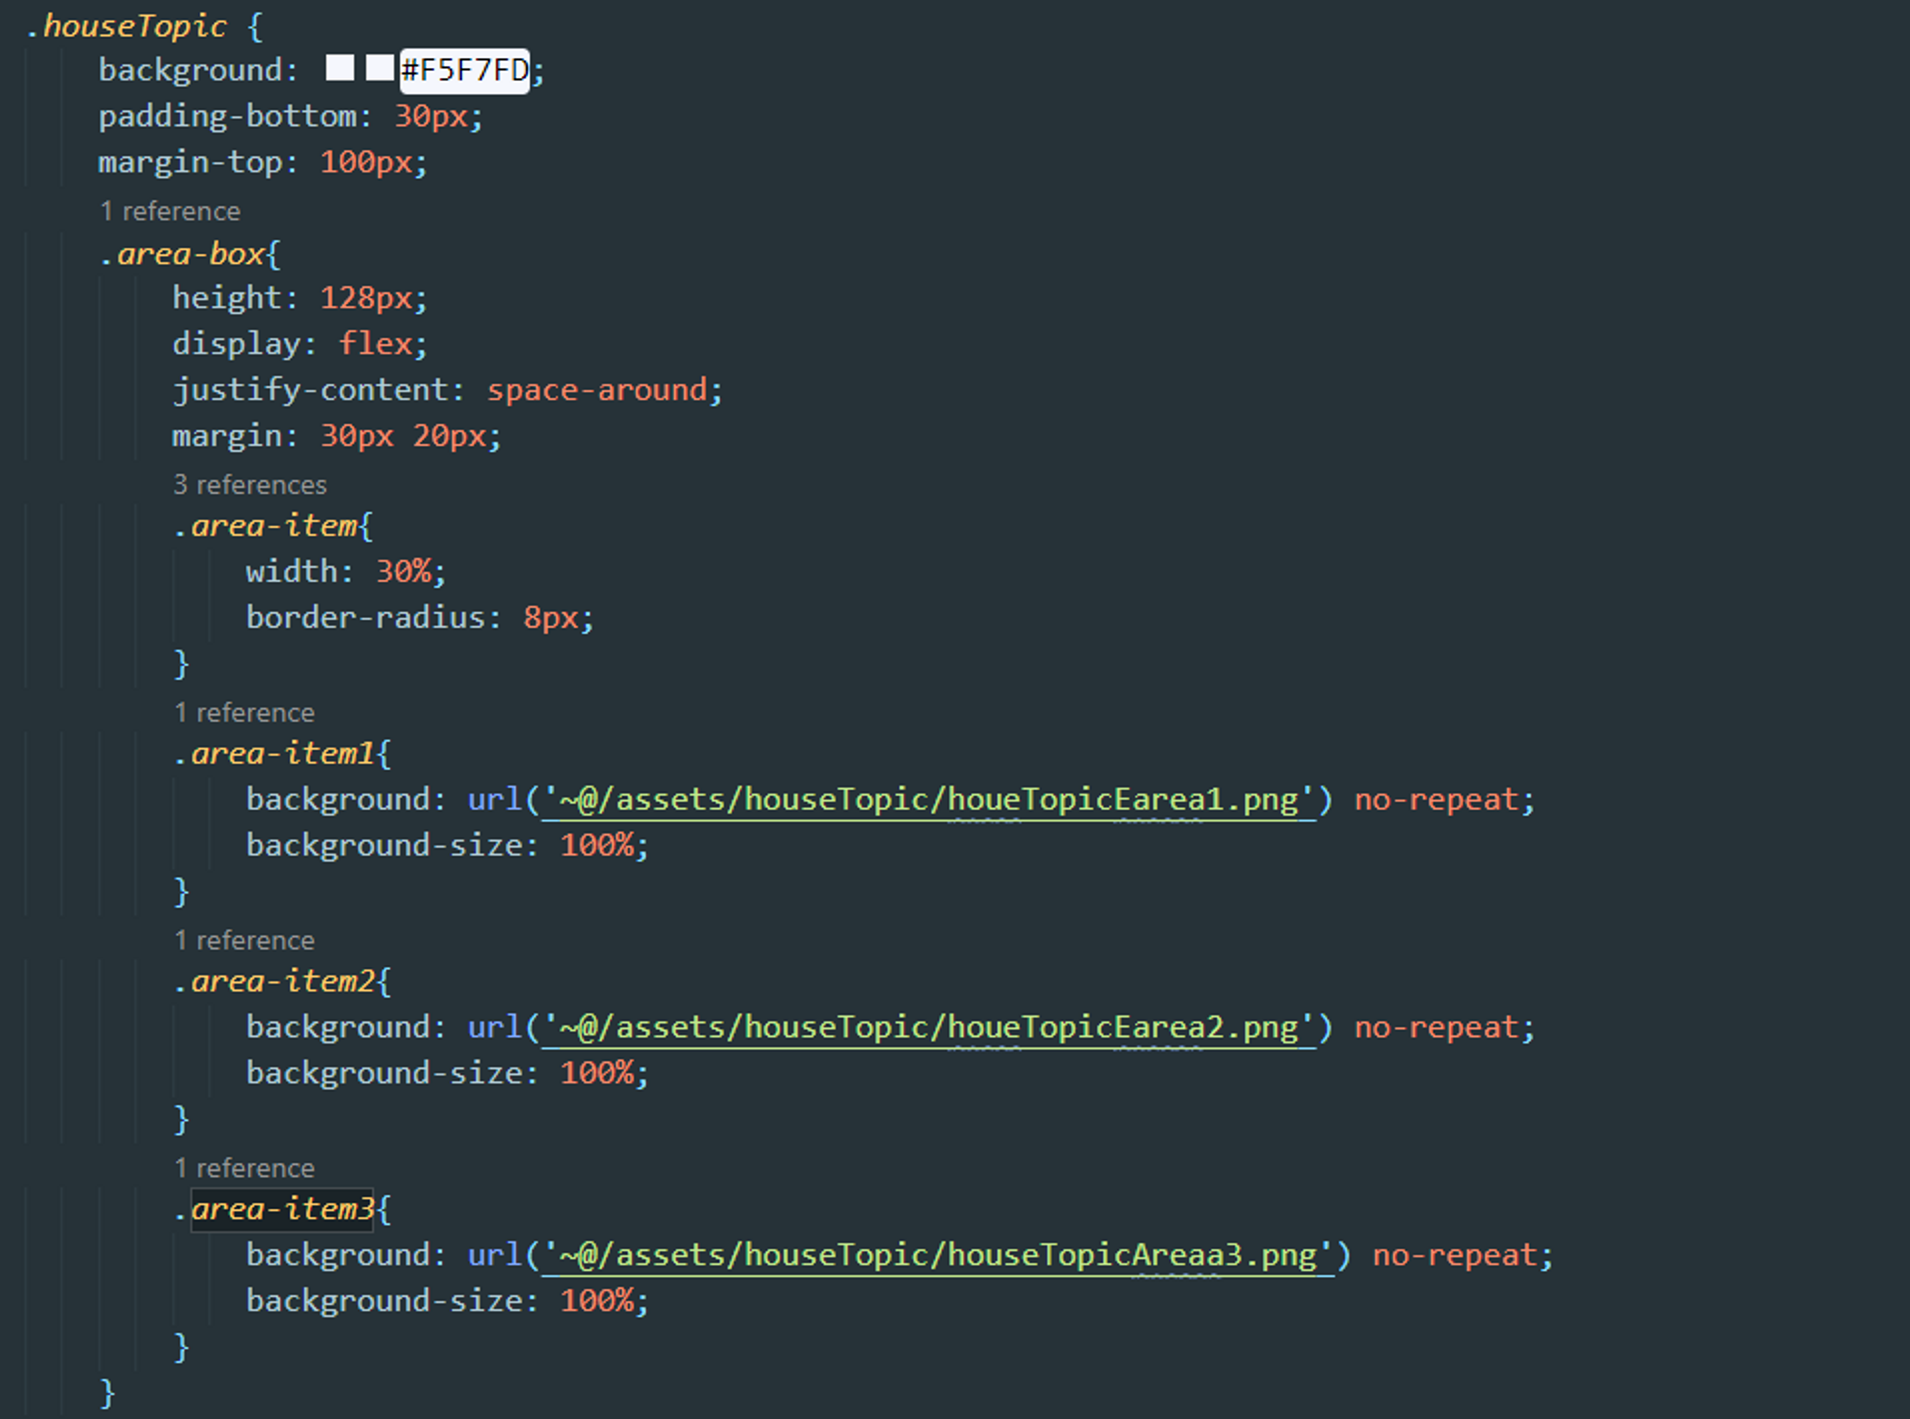 .houseTopic {
background: #F5F7FD;
padding-bottom: 30px;
margin-top: 100px;
1 reference
.area-box{
height: 128px;
display: flex;
justify-content: space-around;
margin: 30px 20px;
3 references
.area-item{
width: 30%;
border-radius: 8px;
}
1 reference
.area-item1{
background: url('~@/assets/houseTopic/houeTopicEarea1.png') no-repeat;
background-size: 100%;
}
1 reference
.area-item2{
background: url('~@/assets/houseTopic/houeTopicEarea2.png') no-repeat;
background-size: 100%;
}
1 reference
.area-item3{
background: url('~@/assets/houseTopic/houseTopicAreaa3.png') no-repeat;
background-size: 100%;
}
}